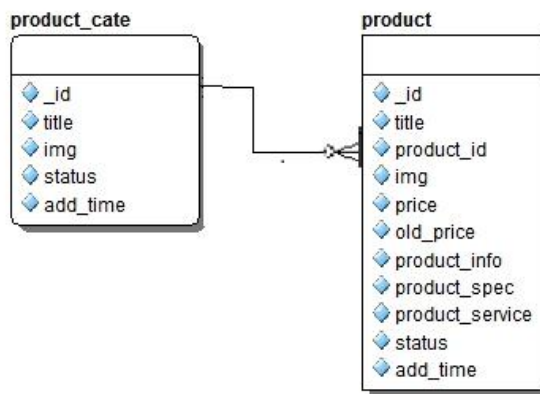 product_cate
_id
title
img
status
add_time
product
_id
title
product_id
img
price
old_price
product_info
product_spec
product_service
status
add_time